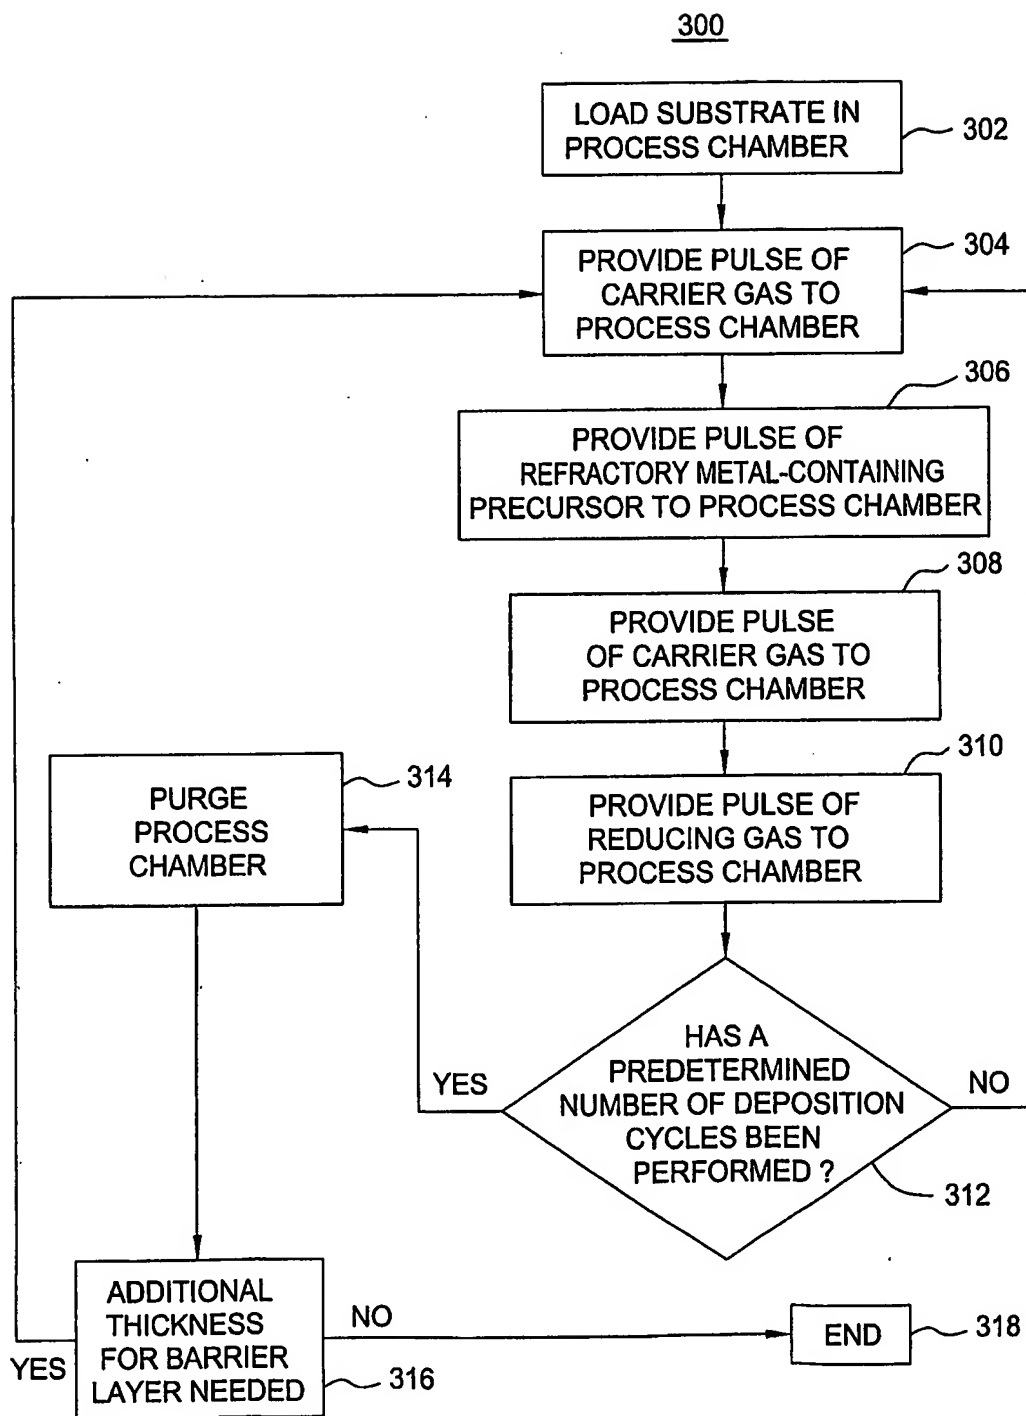 300
LOAD SUBSTRATE IN
PROCESS CHAMBER
302
PROVIDE PULSE OF
CARRIER GAS TO
PROCESS CHAMBER
304
306
PROVIDE PULSE OF
REFRACTORY METAL-CONTAINING
PRECURSOR TO PROCESS CHAMBER
308
PROVIDE PULSE
OF CARRIER GAS TO
PROCESS CHAMBER
310
PROVIDE PULSE OF
REDUCING GAS TO
PROCESS CHAMBER
PURGE
PROCESS
CHAMBER
314
HAS A
PREDETERMINED
NUMBER OF DEPOSITION
CYCLES BEEN
PERFORMED ?
YES
NO
312
ADDITIONAL
THICKNESS
FOR BARRIER
LAYER NEEDED
YES
NO
316
END
318